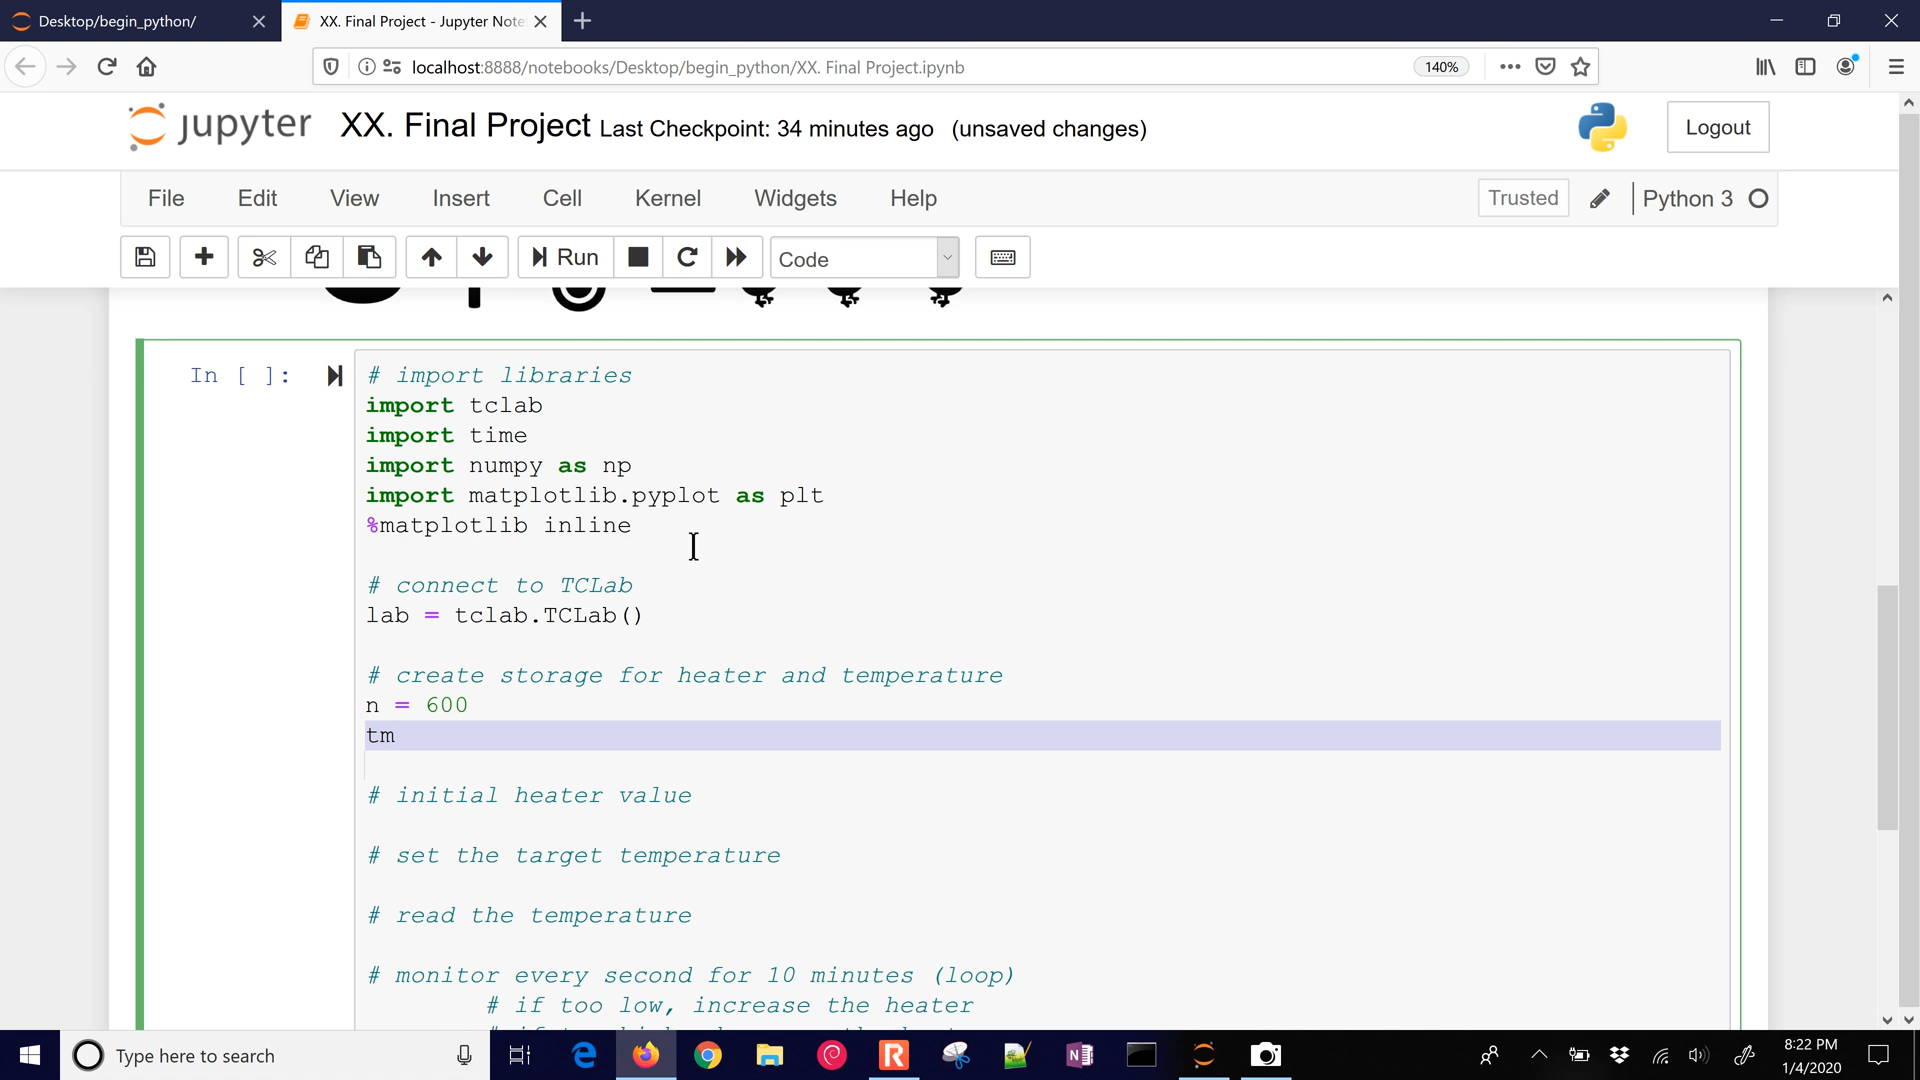 Desktop/begin_python/
XX. Final Project - Jupyter Note
localhost:8888/notebooks/Desktop/begin_python/XX. Final Project.ipynb
140%
jupyter XX. Final Project Last Checkpoint: 34 minutes ago (unsaved changes)
Logout
File Edit View Insert Cell Kernel Widgets Help
Trusted
Python 3
Run
Code
In [ ]:
# import libraries
import tclab
import time
import numpy as np
import matplotlib.pyplot as plt
%matplotlib inline
# connect to TCLab
lab = tclab.TCLab()
# create storage for heater and temperature
n = 600
tm
# initial heater value
# set the target temperature
# read the temperature
# monitor every second for 10 minutes (loop)
# if too low, increase the heater
Type here to search
8:22 PM
1/4/2020